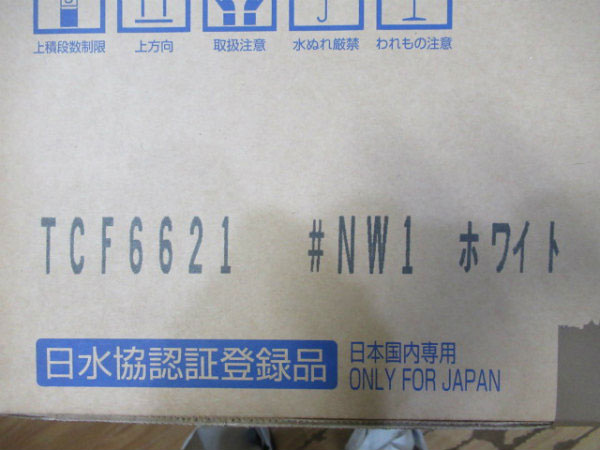 上積段数制限 上方向 取扱注意 水ぬれ厳禁 われもの注意
TCF6621 #NW1 ホワイト
日水協認証登録品
日本国内専用
ONLY FOR JAPAN